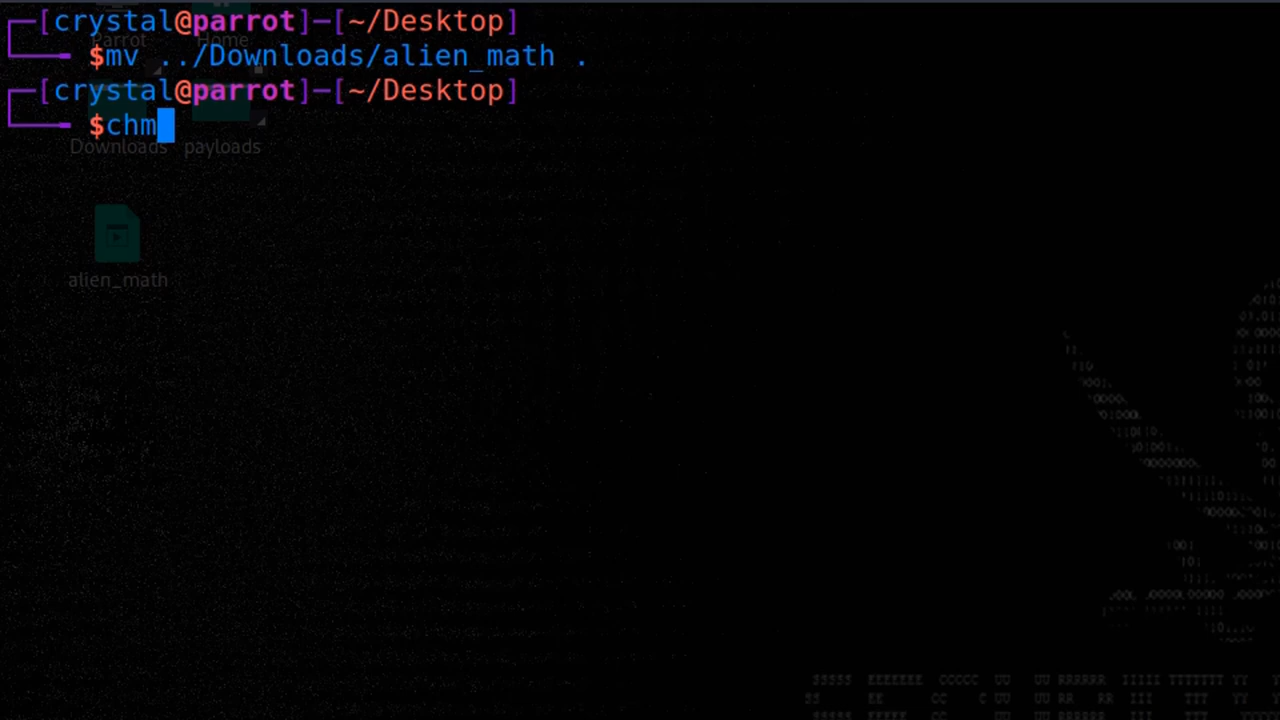 ┌─[crystal@parrot]─[~/Desktop]
└──╼ $mv ../Downloads/alien_math .
┌─[crystal@parrot]─[~/Desktop]
└──╼ $chm
Parrot Home
Downloads payloads
alien_math